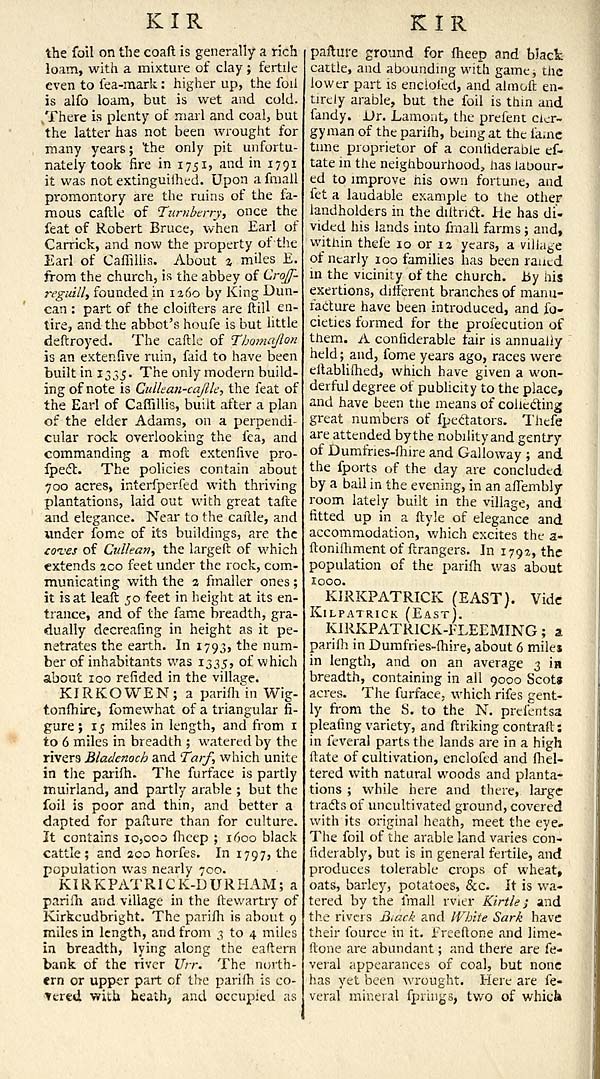 KIR
the ſoil on the coaſt is generally a rich
loam, with a mixture of clay; fertile
even to ſea-mark: higher up, the ſoil
is alſo loam, but is wet and cold.
There is plenty of marl and coal, but
the latter has not been wrought for
many years; the only pit unfortu-
nately took fire in 1751, and in 1791
it was not extinguiſhed. Upon a ſmall
promontory are the ruins of the fa-
mous caſtle of Turnberry, once the
ſeat of Robert Bruce, when Earl of
Carrick, and now the property of the
Earl of Caſſillis. About 2 miles E.
from the church, is the abbey of Croſſ-
reguill, founded in 1260 by King Dun-
can: part of the cloiſters are ſtill en-
tire, and the abbot's houſe is but little
deſtroyed. The caſtle of Thomaſton
is an extenſive ruin, ſaid to have been
built in 1335. The only modern build-
ing of note is Cullean-caſtle, the ſeat of
the Earl of Caſſillis, built after a plan
of the elder Adams, on a perpendi-
cular rock overlooking the ſea, and
commanding a moſt extenſive pro-
ſpect. The policies contain about
700 acres, interſperſed with thriving
plantations, laid out with great taſte
and elegance. Near to the caſtle, and
under ſome of its buildings, are the
coves of Cullean, the largeſt of which
extends 200 feet under the rock, com-
municating with the 2 ſmaller ones;
it is at leaſt 50 feet in height at its en-
trance, and of the ſame breadth, gra-
dually decreaſing in height as it pe-
netrates the earth. In 1793, the num-
ber of inhabitants was 1335, of which
about 100 reſided in the village.
KIRKOWEN; a pariſh in Wig-
tonſhire, ſomewhat of a triangular fi-
gure; 15 miles in length, and from 1
to 6 miles in breadth; watered by the
rivers Bladenoch and Tarf, which unite
in the pariſh. The ſurface is partly
muirland, and partly arable; but the
ſoil is poor and thin, and better a
dapted for paſture than for culture.
It contains 10,000 ſheep; 1600 black
cattle; and 200 horſes. In 1797, the
population was nearly 700.
KIRKPATRICK-DURHAM; a
pariſh and village in the ſtewartry of
Kirkcudbright. The pariſh is about 9
miles in length, and from 3 to 4 miles
in breadth, lying along the eaſtern
bank of the river Urr. The north-
ern or upper part of the pariſh is co-
vered with heath, and occupied as
KIR
paſture ground for ſheep and black
cattle, and abounding with game, the
lower part is encloſed, and almoſt en-
tirely arable, but the ſoil is thin and
ſandy. Dr. Lamont, the preſent cler-
gyman of the pariſh, being at the ſame
time proprietor of a conſiderable eſ-
tate in the neighbourhood, has labour-
ed to improve his own fortune, and
ſet a laudable example to the other
landholders in the diſtrict. He has di-
vided his lands into ſmall farms; and,
within theſe 10 or 12 years, a village
of nearly 100 families has been raiſed
in the vicinity of the church. By his
exertions, different branches of manu-
facture have been introduced, and ſo-
cieties formed for the proſecution of
them. A conſiderable fair is annually
held; and, ſome years ago, races were
eſtabliſhed, which have given a won-
derful degree of publicity to the place,
and have been the means of collecting
great numbers of ſpectators. Theſe
are attended by the nobility and gentry
of Dumfries-ſhire and Galloway; and
the ſports of the day are concluded
by a ball in the evening, in an aſſembly
room lately built in the village, and
fitted up in a ſtyle of elegance and
accommodation, which excites the a-
ſtoniſhment of ſtrangers. In 1792, the
population of the pariſh was about
1000.
KIRKPATRICK (EAST). Vide
KILPATRICK (EAST).
KIRKPATRICK-FLEEMING; a
pariſh in Dumfries-ſhire, about 6 miles
in length, and on an average 3 in
breadth, containing in all 9000 Scots
acres. The ſurface, which riſes gent-
ly from the S. to the N. preſentsa
pleaſing variety, and ſtriking contraſt:
in ſeveral parts the lands are in a high
ſtate of cultivation, encloſed and ſhel-
tered with natural woods and planta-
tions; while here and there, large
tracts of uncultivated ground, covered
with its original heath, meet the eye.
The ſoil of the arable land varies con-
ſiderably, but is in general fertile, and
produces tolerable crops of wheat,
oats, barley, potatoes, &c. It is wa-
tered by the ſmall rvier Kirtle; and
the rivers Black and White Sark have
their ſource in it. Freeſtone and lime-
ſtone are abundant; and there are ſe-
veral appearances of coal, but none
has yet been wrought. Here are ſe-
veral mineral ſprings, two of which